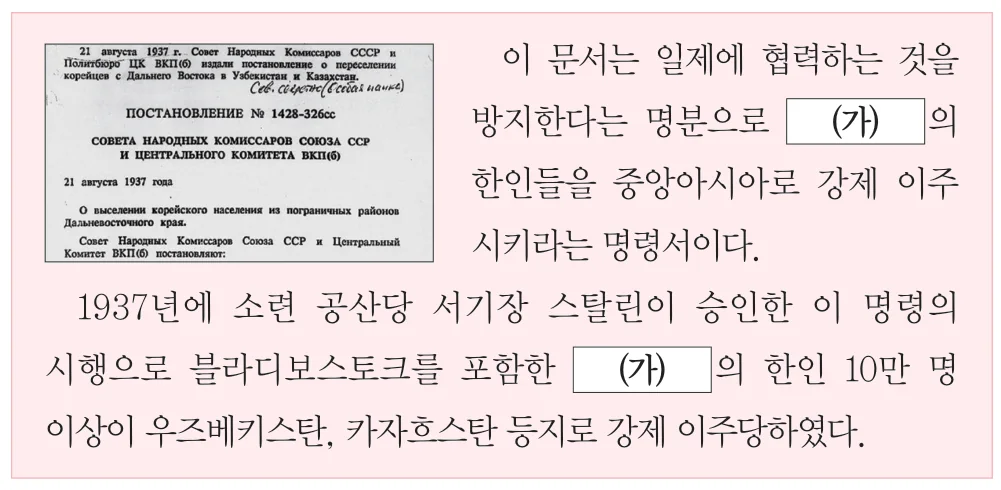 21 августа 1937 г. Совет Народных Комиссаров СССР и
Политбюро ЦК ВКП(б) издали постановление о переселении
корейцев с Дальнего Востока в Узбекистан и Казахстан.
Сов. секретно (Особая папка)
ПОСТАНОВЛЕНИЕ № 1428-326сс
СОВЕТА НАРОДНЫХ КОМИССАРОВ СОЮЗА ССР
И ЦЕНТРАЛЬНОГО КОМИТЕТА ВКП(б)
21 августа 1937 года
О выселении корейского населения из пограничных районов
Дальневосточного края.
Совет Народных Комиссаров Союза ССР и Центральный
Комитет ВКП(б) постановляют:
이 문서는 일제에 협력하는 것을
방지한다는 명분으로 (가) 의
한인들을 중앙아시아로 강제 이주
시키라는 명령서이다.
1937년에 소련 공산당 서기장 스탈린이 승인한 이 명령의
시행으로 블라디보스토크를 포함한 (가) 의 한인 10만 명
이상이 우즈베키스탄, 카자흐스탄 등지로 강제 이주당하였다.